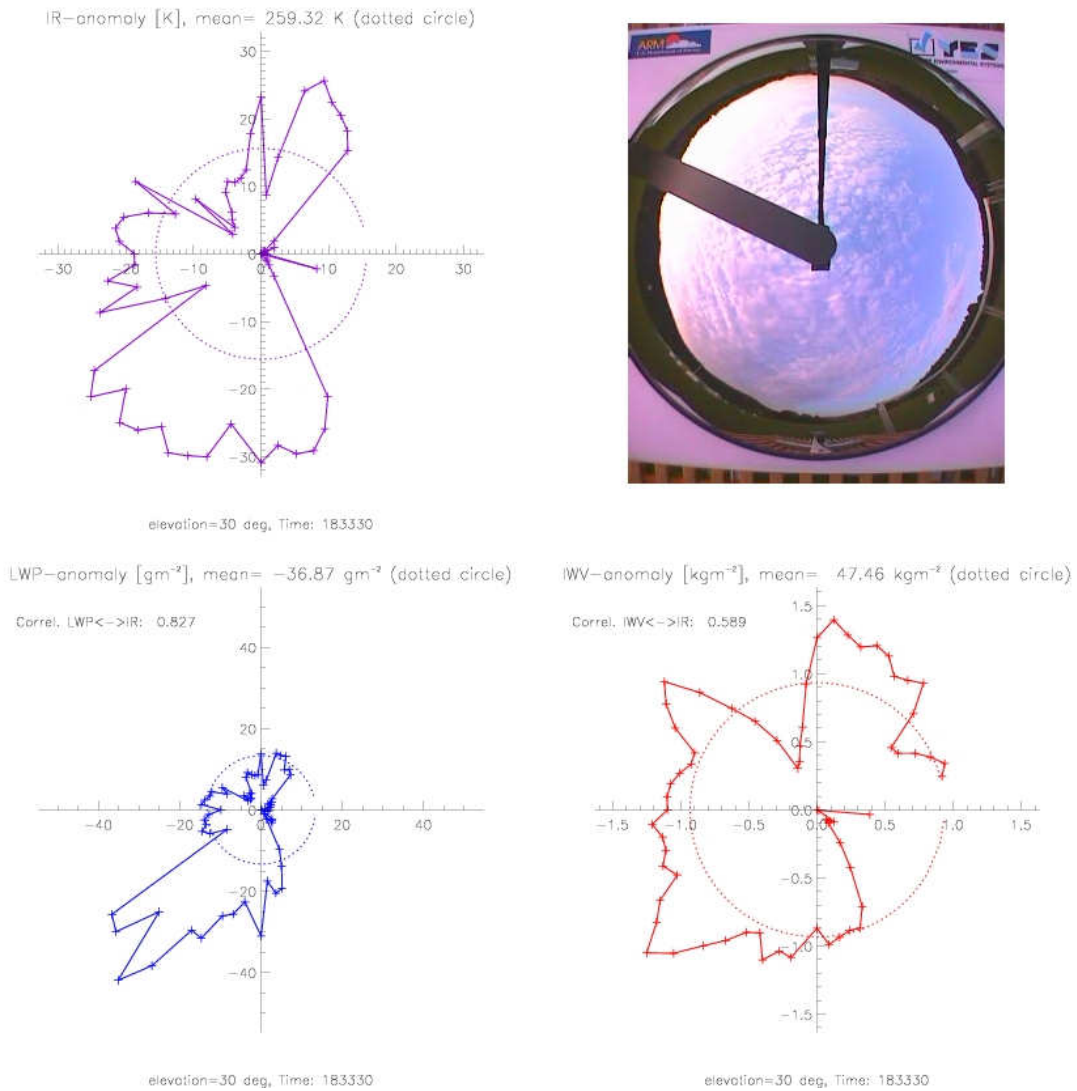 IR-anomaly [K], mean= 259.32 K (dotted circle)
30
20
10
0
-10
-20
-30
-30 -20 -10 0 10 20 30
elevation=30 deg, Time: 183330
ARM
YES
ENVIRONMENTAL SYSTEMS
LWP-anomaly [gm⁻²], mean= -36.87 gm⁻² (dotted circle)
Correl. LWP<->IR: 0.827
40
20
0
-20
-40
-40 -20 0 20 40
elevation=30 deg, Time: 183330
IWV-anomaly [kgm⁻²], mean= 47.46 kgm⁻² (dotted circle)
Correl. IWV<->IR: 0.589
1.5
1.0
0.5
0.0
-0.5
-1.0
-1.5
-1.5 -1.0 -0.5 0.0 0.5 1.0 1.5
elevation=30 deg, Time: 183330